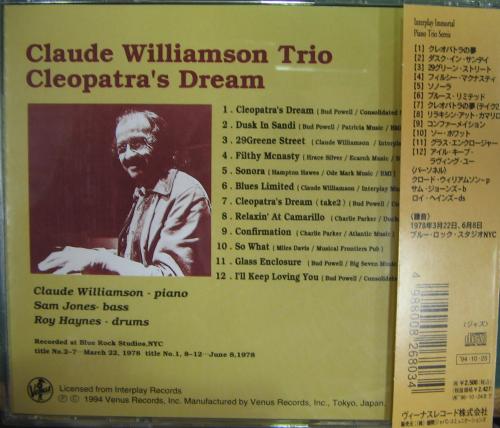 Claude Williamson Trio
Cleopatra's Dream
1 . Cleopatra's Dream ( Bud Powell / Consolidated
2 . Dusk In Sandi ( Bud Powell / Patricia Music / BMI
3 . 29Greene Street ( Claude Williamson / Interplay
4 . Filthy Mcnasty ( Horace Silver / Ecaroh Music /
5 . Sonora ( Hampton Hawes / Ode Mark Music / BMI )
6 . Blues Limited ( Claude Williamson / Interplay Music
7 . Cleopatra's Dream (take2) ( Bud Powell /
8 . Relaxin' At Camarillo ( Charlie Parker /
9 . Confirmation ( Charlie Parker / Atlantic Music )
10 . So What ( Miles Davis / Musical Frontiers Pub )
11 . Glass Enclosure ( Bud Powell / Big Seven Music
12 . I'll Keep Loving You ( Bud Powell / Consolidated
Claude Williamson - piano
Sam Jones- bass
Roy Haynes - drums
Recorded at Blue Rock Studios,NYC
title No.2-7…March 22, 1978 title No.1, 8-12…June 8,1978
Venus
Licensed from Interplay Records
Ⓟ © 1994 Venus Records, Inc. Manufactured by Venus Records, Inc., Tokyo, Japan.
Interplay Immortal
Piano Trio Series
[1] クレオパトラの夢
[2] ダスク・イン・サンデイ
[3] 29グリーン・ストリート
[4] フィルシー・マクナスティ
[5] ソノーラ
[6] ブルース・リミテッド
[7] クレオパトラの夢(テイク2)
[8] リラキシン・アット・カマリロ
[9] コンファーメイション
[10] ソー・ホワット
[11] グラス・エンクロージャー
[12] アイル・キープ・
ラヴィング・ユー
(パーソネル)
クロード・ウィリアムソン-p
サム・ジョーンズ-b
ロイ・ヘインズ-ds
(録音)
1978年3月22日、6月8日
ブルー・ロック・スタジオNYC
4988008268034
(ジャズ)
'94・10・25
ヴィーナスレコード株式会社